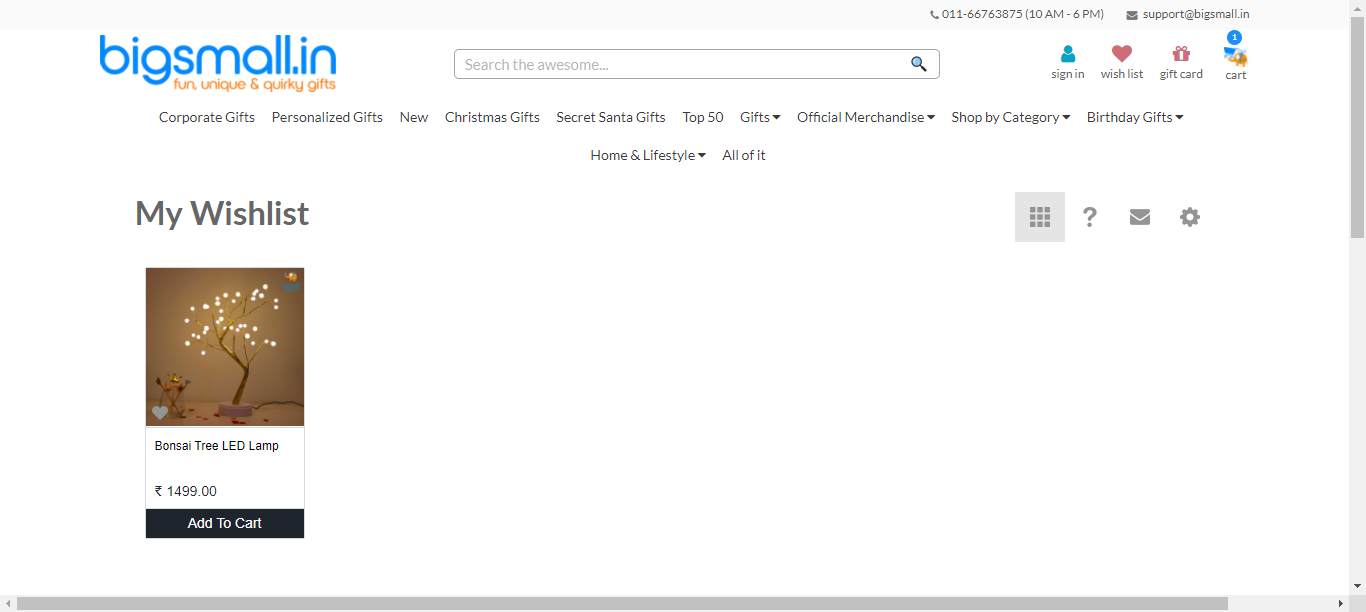 011-66763875 (10 AM - 6 PM) support@bigsmall.in
bigsmall.in
fun, unique & quirky gifts
Search the awesome...
1
sign in wish list gift card cart
Corporate Gifts Personalized Gifts New Christmas Gifts Secret Santa Gifts Top 50 Gifts Official Merchandise Shop by Category Birthday Gifts
Home & Lifestyle All of it
My Wishlist
?
Bonsai Tree LED Lamp
₹ 1499.00
Add To Cart